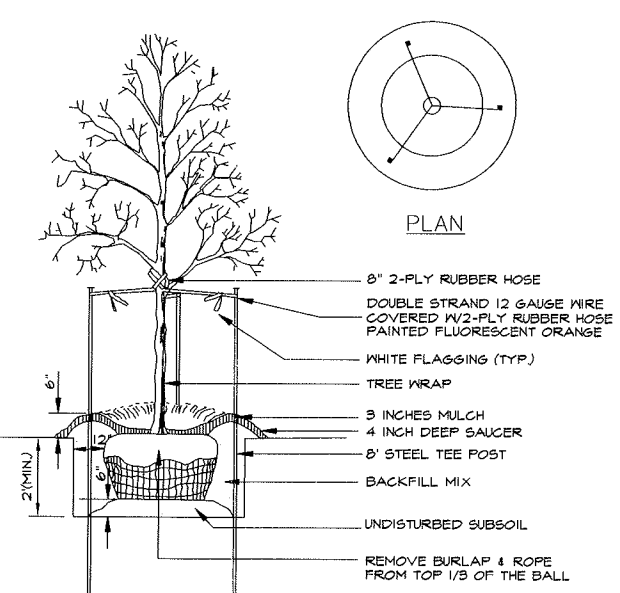 PLAN
8" 2-PLY RUBBER HOSE
DOUBLE STRAND 12 GAUGE WIRE
COVERED W/2-PLY RUBBER HOSE
PAINTED FLUORESCENT ORANGE
WHITE FLAGGING (TYP.)
TREE WRAP
6"
3 INCHES MULCH
4 INCH DEEP SAUCER
12"
8' STEEL TEE POST
2'(MIN.)
6"
BACKFILL MIX
UNDISTURBED SUBSOIL
REMOVE BURLAP & ROPE
FROM TOP 1/3 OF THE BALL